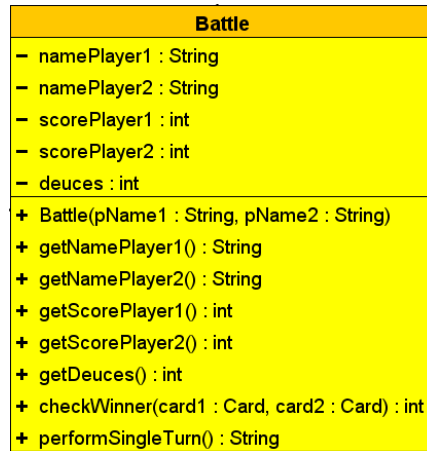 Battle
− namePlayer1 : String
− namePlayer2 : String
− scorePlayer1 : int
− scorePlayer2 : int
− deuces : int
+ Battle(pName1 : String, pName2 : String)
+ getNamePlayer1() : String
+ getNamePlayer2() : String
+ getScorePlayer1() : int
+ getScorePlayer2() : int
+ getDeuces() : int
+ checkWinner(card1 : Card, card2 : Card) : int
+ performSingleTurn() : String